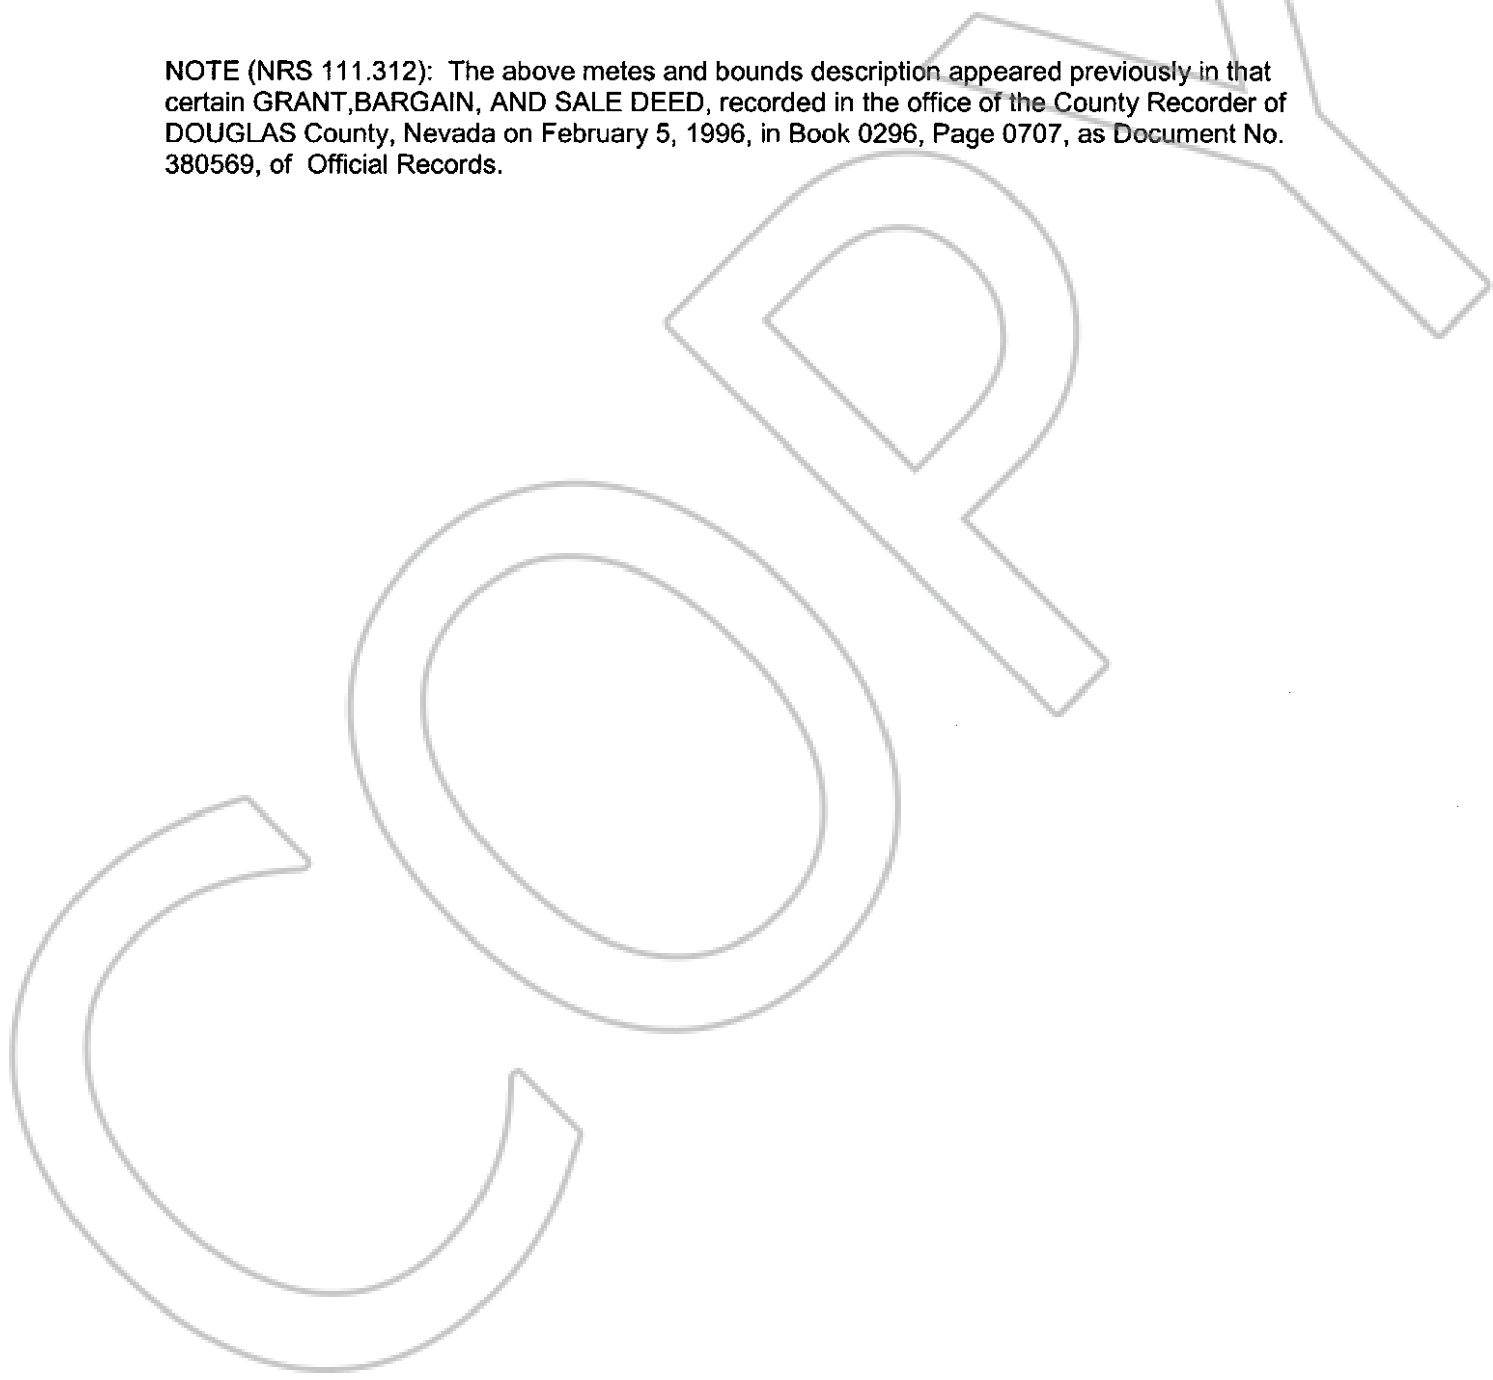 NOTE (NRS 111.312):  The above metes and bounds description appeared previously in that
certain GRANT,BARGAIN, AND SALE DEED, recorded in the office of the County Recorder of
DOUGLAS County, Nevada on February 5, 1996, in Book 0296, Page 0707, as Document No.
380569, of  Official Records.
COPY